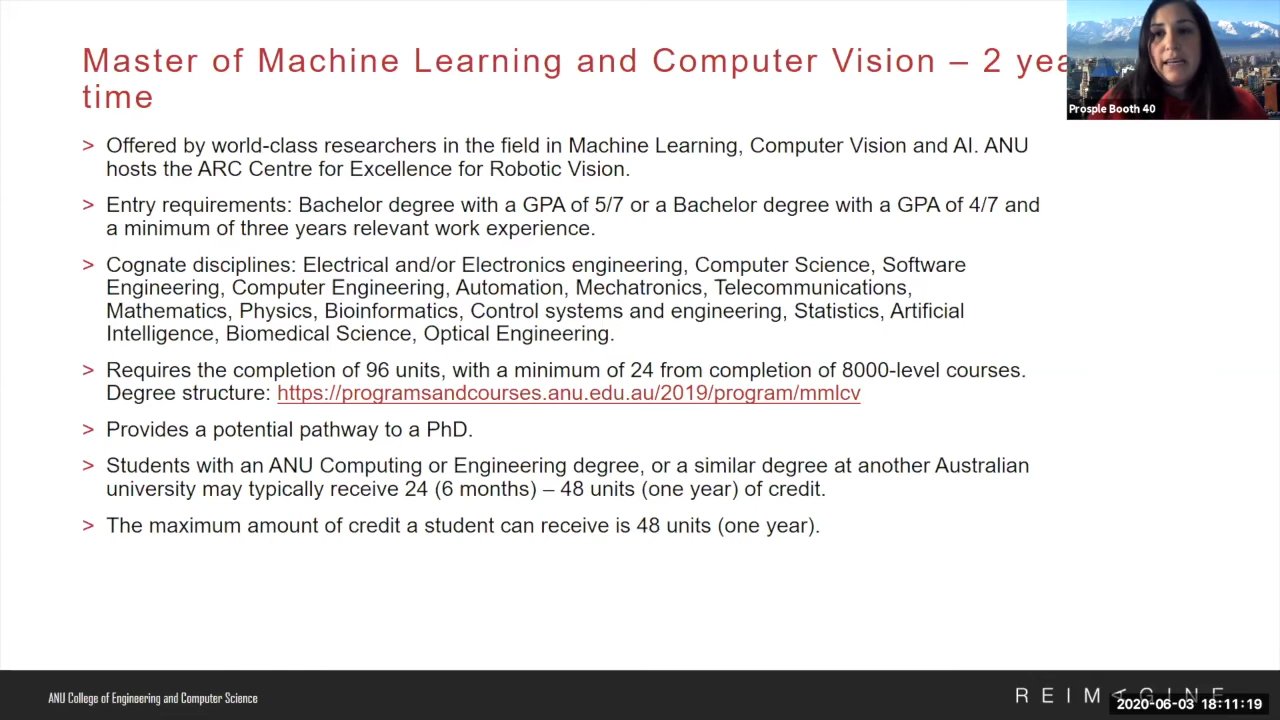 Master of Machine Learning and Computer Vision – 2 yea
time
Prosple Booth 40
> Offered by world-class researchers in the field in Machine Learning, Computer Vision and AI. ANU
hosts the ARC Centre for Excellence for Robotic Vision.
> Entry requirements: Bachelor degree with a GPA of 5/7 or a Bachelor degree with a GPA of 4/7 and
a minimum of three years relevant work experience.
> Cognate disciplines: Electrical and/or Electronics engineering, Computer Science, Software
Engineering, Computer Engineering, Automation, Mechatronics, Telecommunications,
Mathematics, Physics, Bioinformatics, Control systems and engineering, Statistics, Artificial
Intelligence, Biomedical Science, Optical Engineering.
> Requires the completion of 96 units, with a minimum of 24 from completion of 8000-level courses.
Degree structure: https://programsandcourses.anu.edu.au/2019/program/mmlcv
> Provides a potential pathway to a PhD.
> Students with an ANU Computing or Engineering degree, or a similar degree at another Australian
university may typically receive 24 (6 months) – 48 units (one year) of credit.
> The maximum amount of credit a student can receive is 48 units (one year).
ANU College of Engineering and Computer Science
REIMAGINE
2020-06-03 18:11:19